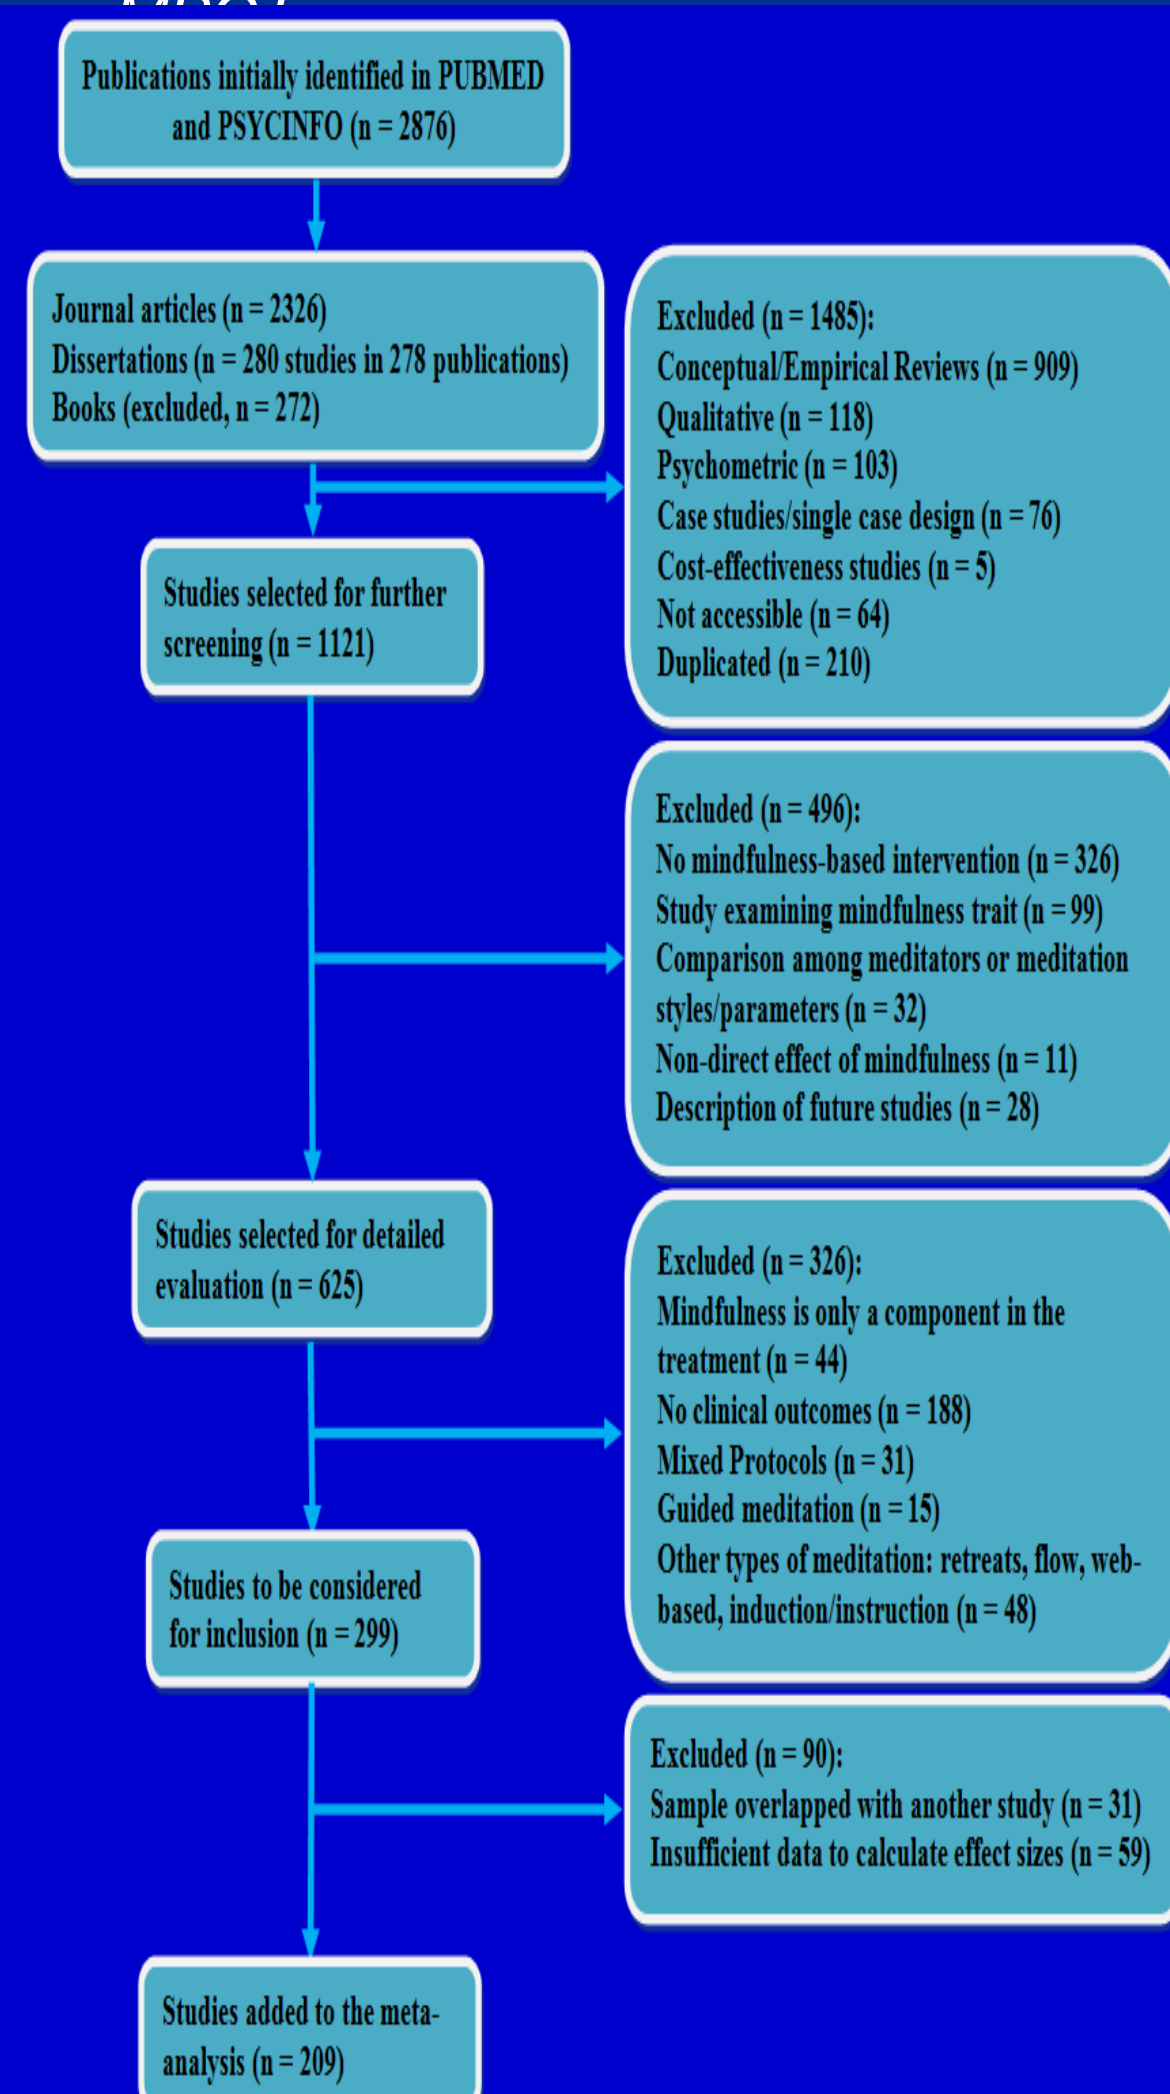 Publications initially identified in PUBMED
and PSYCINFO (n = 2876)
Journal articles (n = 2326)
Dissertations (n = 280 studies in 278 publications)
Books (excluded, n = 272)
Excluded (n = 1485):
Conceptual/Empirical Reviews (n = 909)
Qualitative (n = 118)
Psychometric (n = 103)
Case studies/single case design (n = 76)
Cost-effectiveness studies (n = 5)
Not accessible (n = 64)
Duplicated (n = 210)
Studies selected for further
screening (n = 1121)
Excluded (n = 496):
No mindfulness-based intervention (n = 326)
Study examining mindfulness trait (n = 99)
Comparison among meditators or meditation
styles/parameters (n = 32)
Non-direct effect of mindfulness (n = 11)
Description of future studies (n = 28)
Studies selected for detailed
evaluation (n = 625)
Excluded (n = 326):
Mindfulness is only a component in the
treatment (n = 44)
No clinical outcomes (n = 188)
Mixed Protocols (n = 31)
Guided meditation (n = 15)
Other types of meditation: retreats, flow, web-
based, induction/instruction (n = 48)
Studies to be considered
for inclusion (n = 299)
Excluded (n = 90):
Sample overlapped with another study (n = 31)
Insufficient data to calculate effect sizes (n = 59)
Studies added to the meta-
analysis (n = 209)